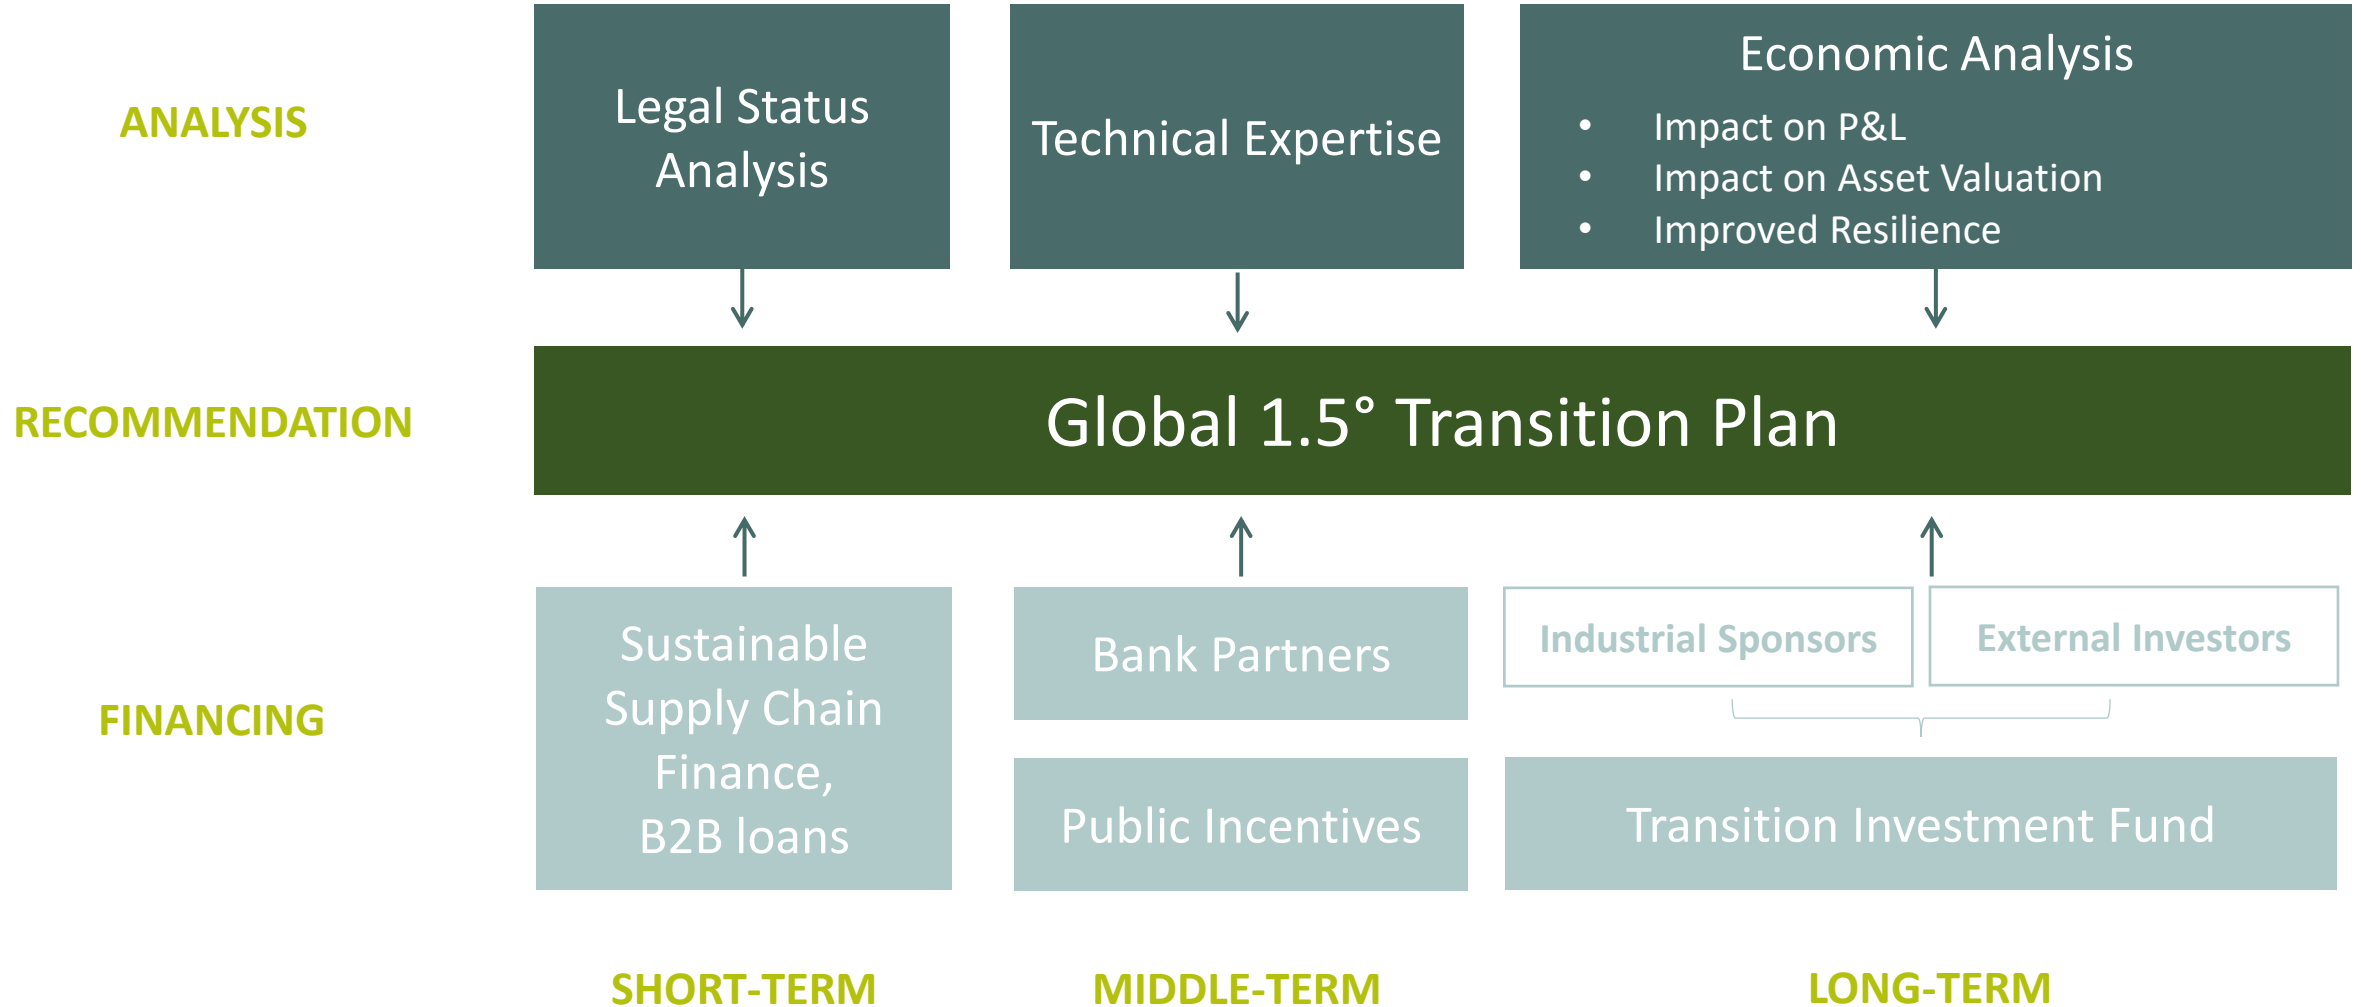 ANALYSIS
Legal Status
Analysis
Technical Expertise
Economic Analysis
• Impact on P&L
• Impact on Asset Valuation
• Improved Resilience
RECOMMENDATION
Global 1.5° Transition Plan
FINANCING
Sustainable
Supply Chain
Finance,
B2B loans
Bank Partners
Public Incentives
Industrial Sponsors
External Investors
Transition Investment Fund
SHORT-TERM
MIDDLE-TERM
LONG-TERM